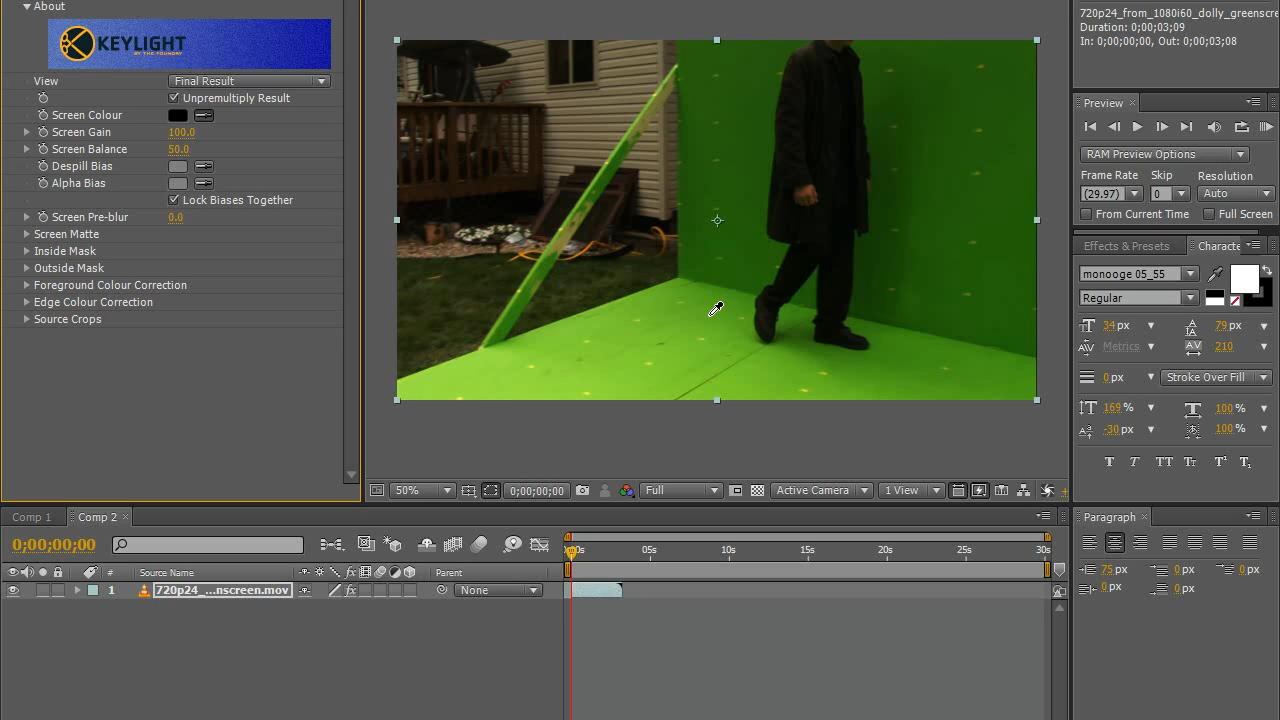 About
KEYLIGHT
BY THE FOUNDRY
View Final Result
Unpremultiply Result
Screen Colour
Screen Gain 100.0
Screen Balance 50.0
Despill Bias
Alpha Bias
Lock Biases Together
Screen Pre-blur 0.0
Screen Matte
Inside Mask
Outside Mask
Foreground Colour Correction
Edge Colour Correction
Source Crops
50% 0;00;00;00 Full Active Camera 1 View
720p24_from_1080i60_dolly_greenscre
Duration: 0;00;03;09
In: 0;00;00;00, Out: 0;00;03;08
Preview
RAM Preview Options
Frame Rate Skip Resolution
(29.97) 0 Auto
From Current Time Full Screen
Effects & Presets Characte
monooge 05_55
Regular
34 px 79 px
Metrics 210
0 px Stroke Over Fill
169 % 100 %
-30 px 100 %
T T TT Tr T¹ T₁
Comp 1 Comp 2
0;00;00;00
# Source Name Parent
1 720p24_...nscreen.mov None
05s 10s 15s 20s 25s 30s
Paragraph
75 px 0 px 0 px
0 px 0 px